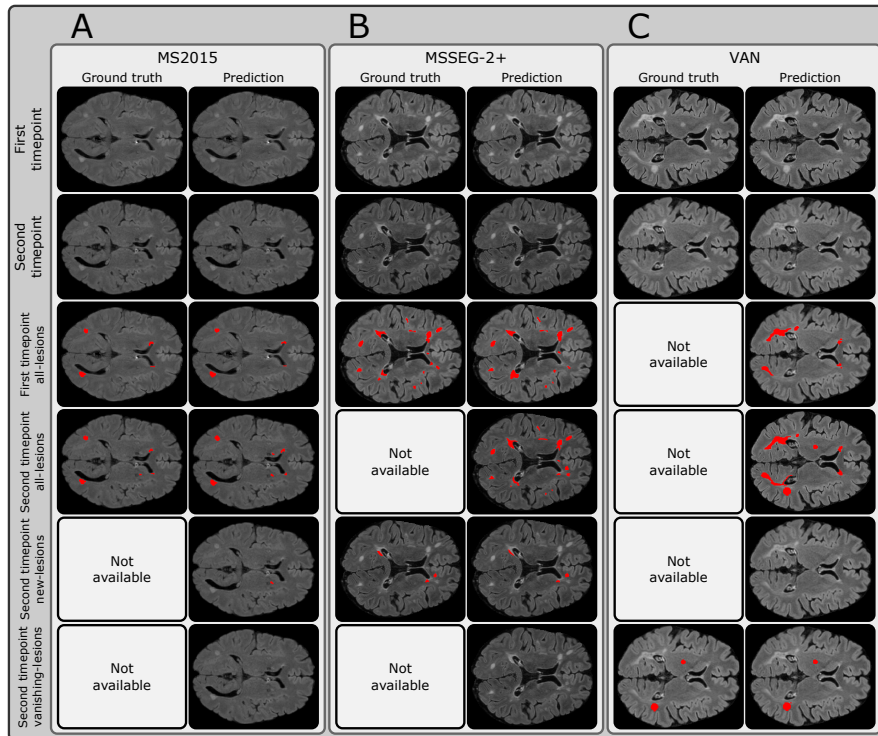 A
B
C
MS2015
MSSEG-2+
VAN
Ground truth
Prediction
Ground truth
Prediction
Ground truth
Prediction
First
timepoint
Second
timepoint
First timepoint
all-lesions
Not
available
Second timepoint
all-lesions
Not
available
Not
available
Second timepoint
new-lesions
Not
available
Not
available
Second timepoint
vanishing-lesions
Not
available
Not
available